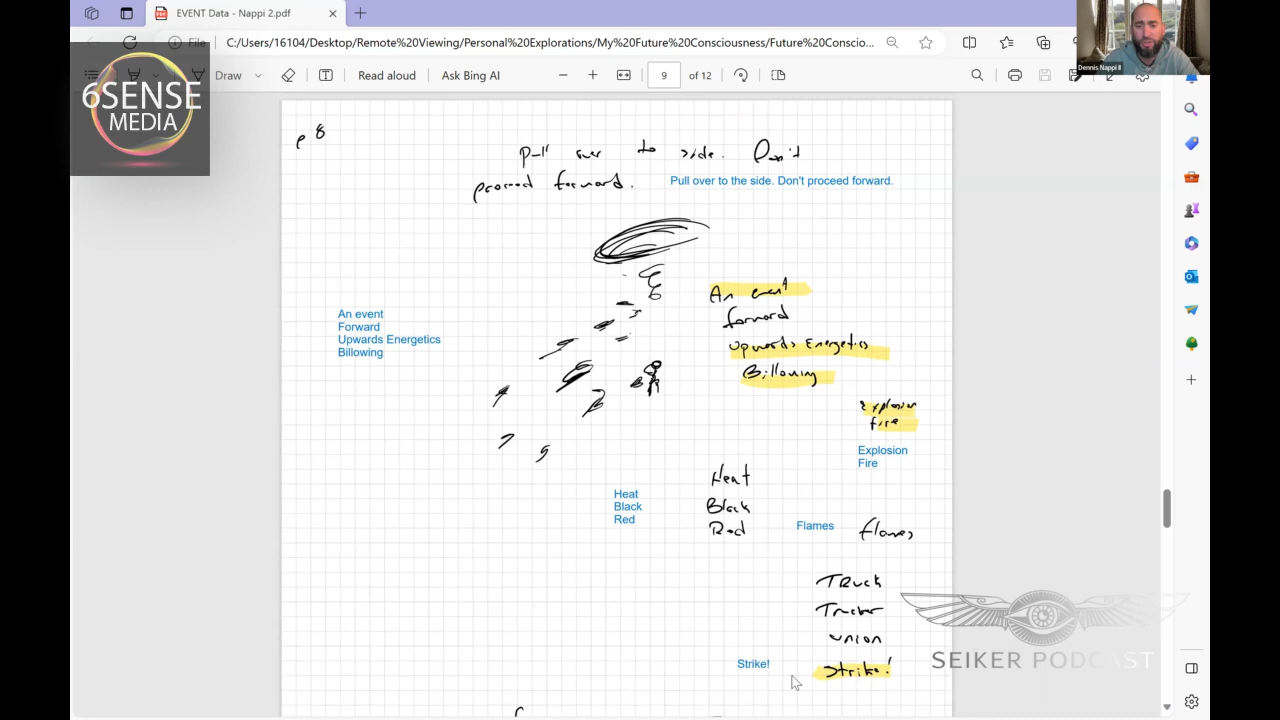 EVENT Data - Nappi 2.pdf
File
C:/Users/16104/Desktop/Remote%20Viewing/Personal%20Explorations/My%20Future%20Consciousness/Future%20Conscio...
Dennis Nappi II
Draw
Read aloud
Ask Bing AI
9
of 12
6SENSE
MEDIA
p 8
Pull over to side. Don't
proceed forward.
Pull over to the side. Don't proceed forward.
An event
forward
upwards Energetics
Billowing
An event
Forward
Upwards Energetics
Billowing
Explosion
fire
Explosion
Fire
Heat
Black
Red
Heat
Black
Red
Flames
flames
Truck
Trucker
union
Strike!
Strike!
SEIKER PODCAST